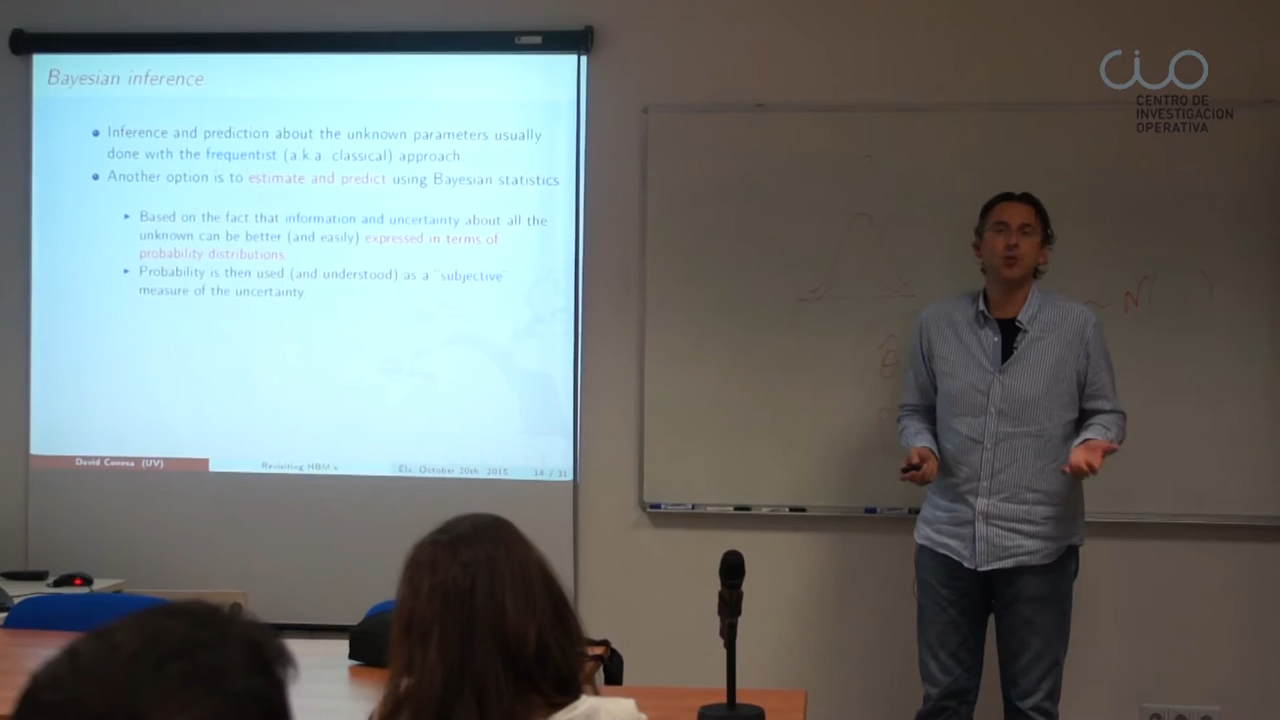 Bayesian inference
• Inference and prediction about the unknown parameters usually
done with the frequentist (a.k.a. classical) approach
• Another option is to estimate and predict using Bayesian statistics
▸ Based on the fact that information and uncertainty about all the
unknown can be better (and easily) expressed in terms of
probability distributions.
▸ Probability is then used (and understood) as a "subjective"
measure of the uncertainty
David Conesa (UV)
Revisiting HBM's
Elx, October 20th, 2015
14 / 31
CIO
CENTRO DE
INVESTIGACION
OPERATIVA
~ N( )
θ̂